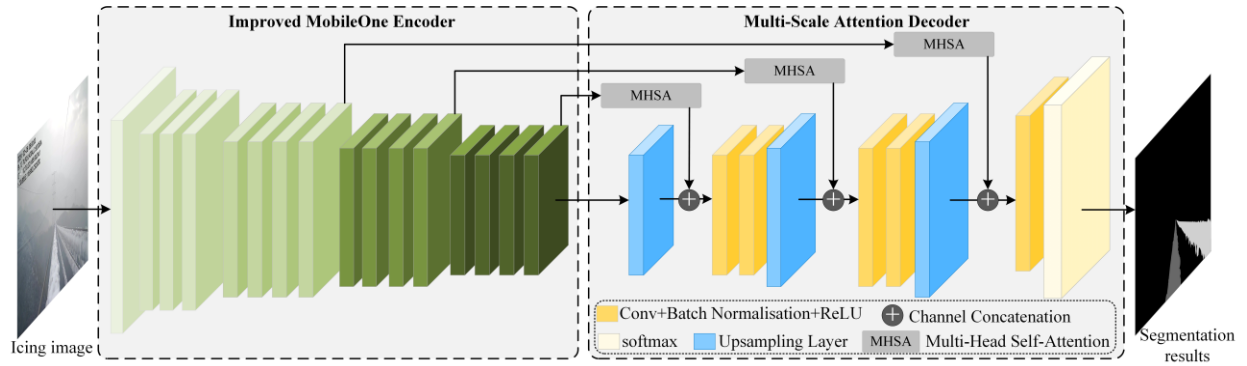 Improved MobileOne Encoder
Multi-Scale Attention Decoder
MHSA
MHSA
MHSA
Icing image
Conv+Batch Normalisation+ReLU
Channel Concatenation
softmax
Upsampling Layer
MHSA
Multi-Head Self-Attention
Segmentation
results